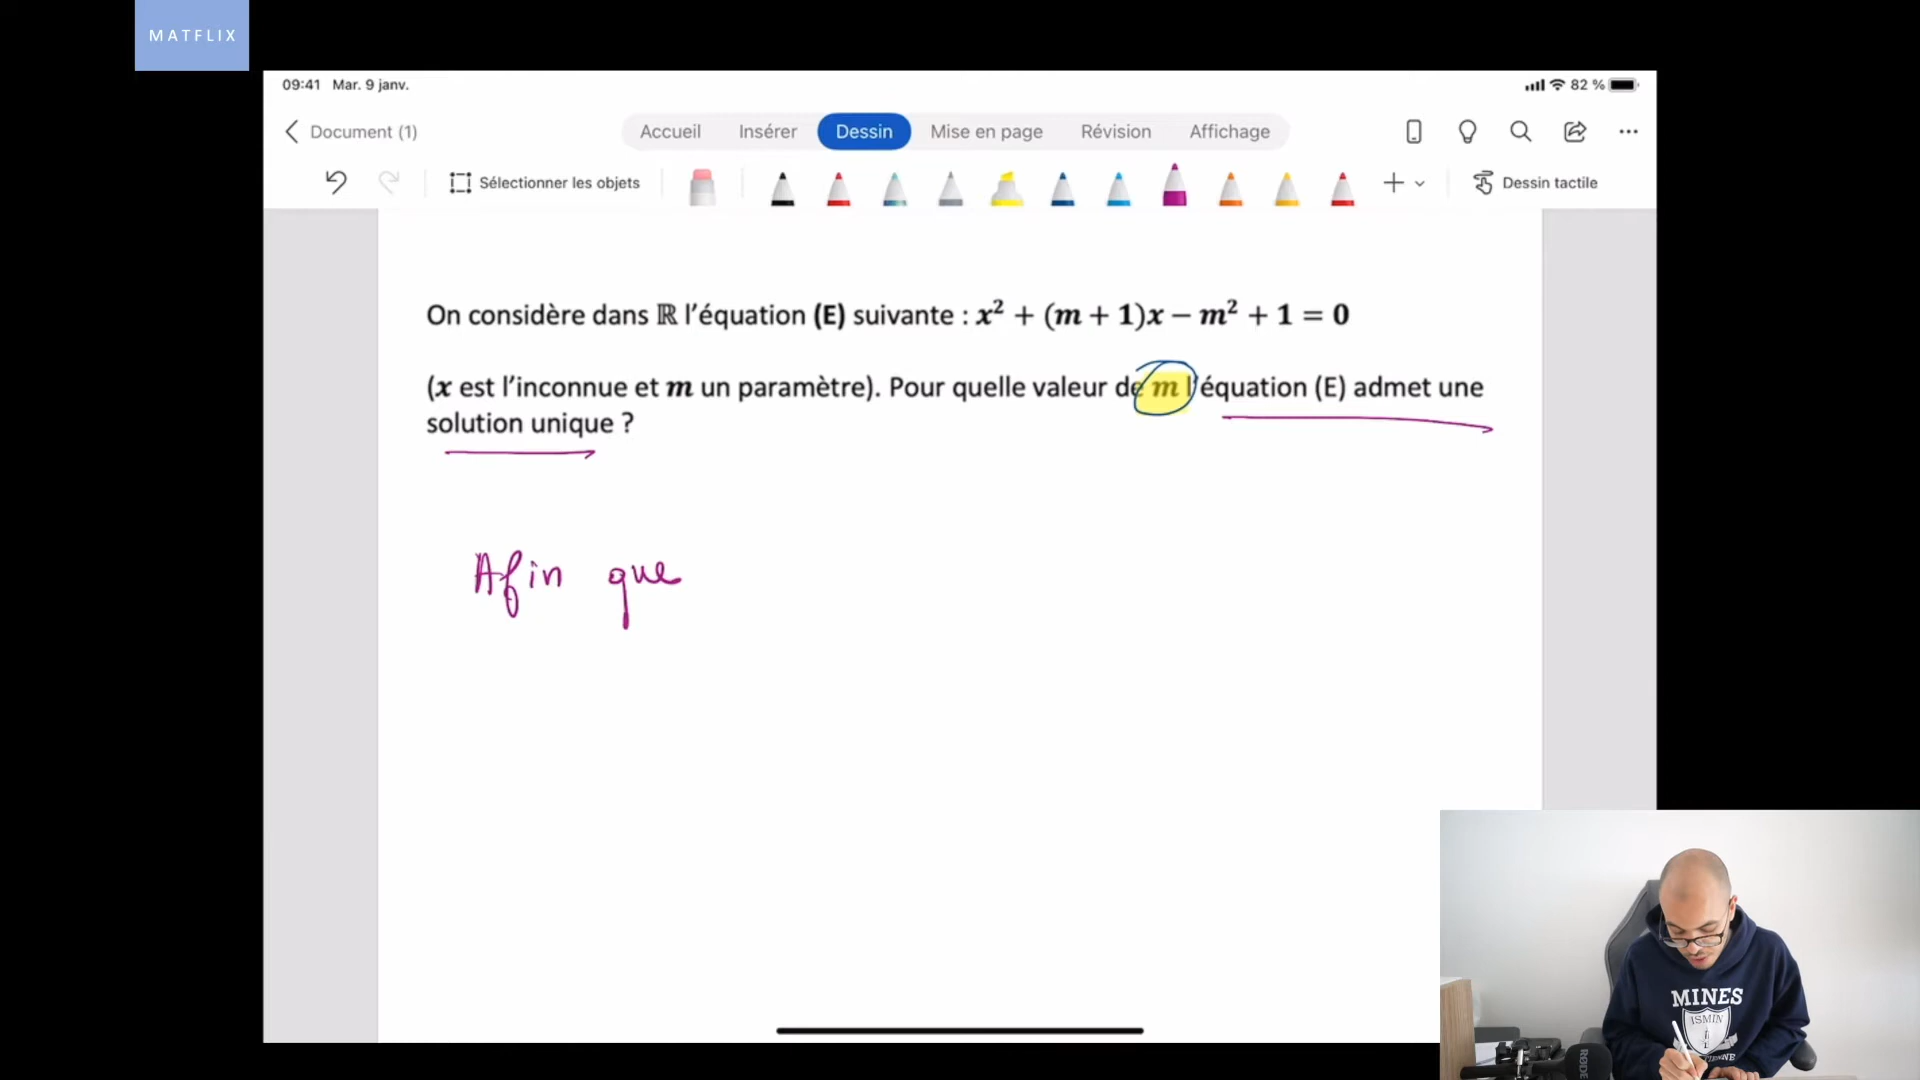 MATFLIX
09:41 Mar. 9 janv.
82 %
Document (1)
Accueil Insérer Dessin Mise en page Révision Affichage
Sélectionner les objets
Dessin tactile
On considère dans ℝ l’équation (E) suivante : x² + (m + 1)x − m² + 1 = 0
(x est l’inconnue et m un paramètre). Pour quelle valeur de m l’équation (E) admet une
solution unique ?
Afin que
MINES
ISMIN
RØDE